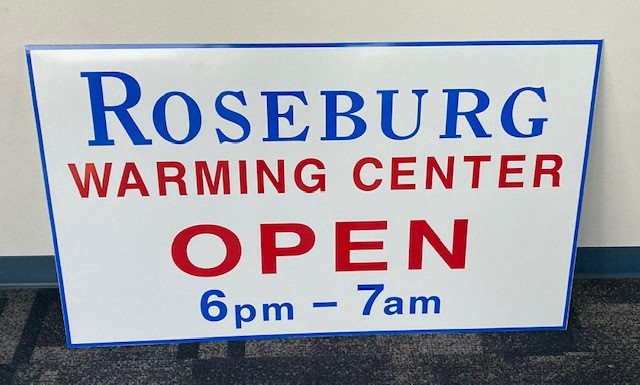 ROSEBURG
WARMING CENTER
OPEN
6pm – 7am